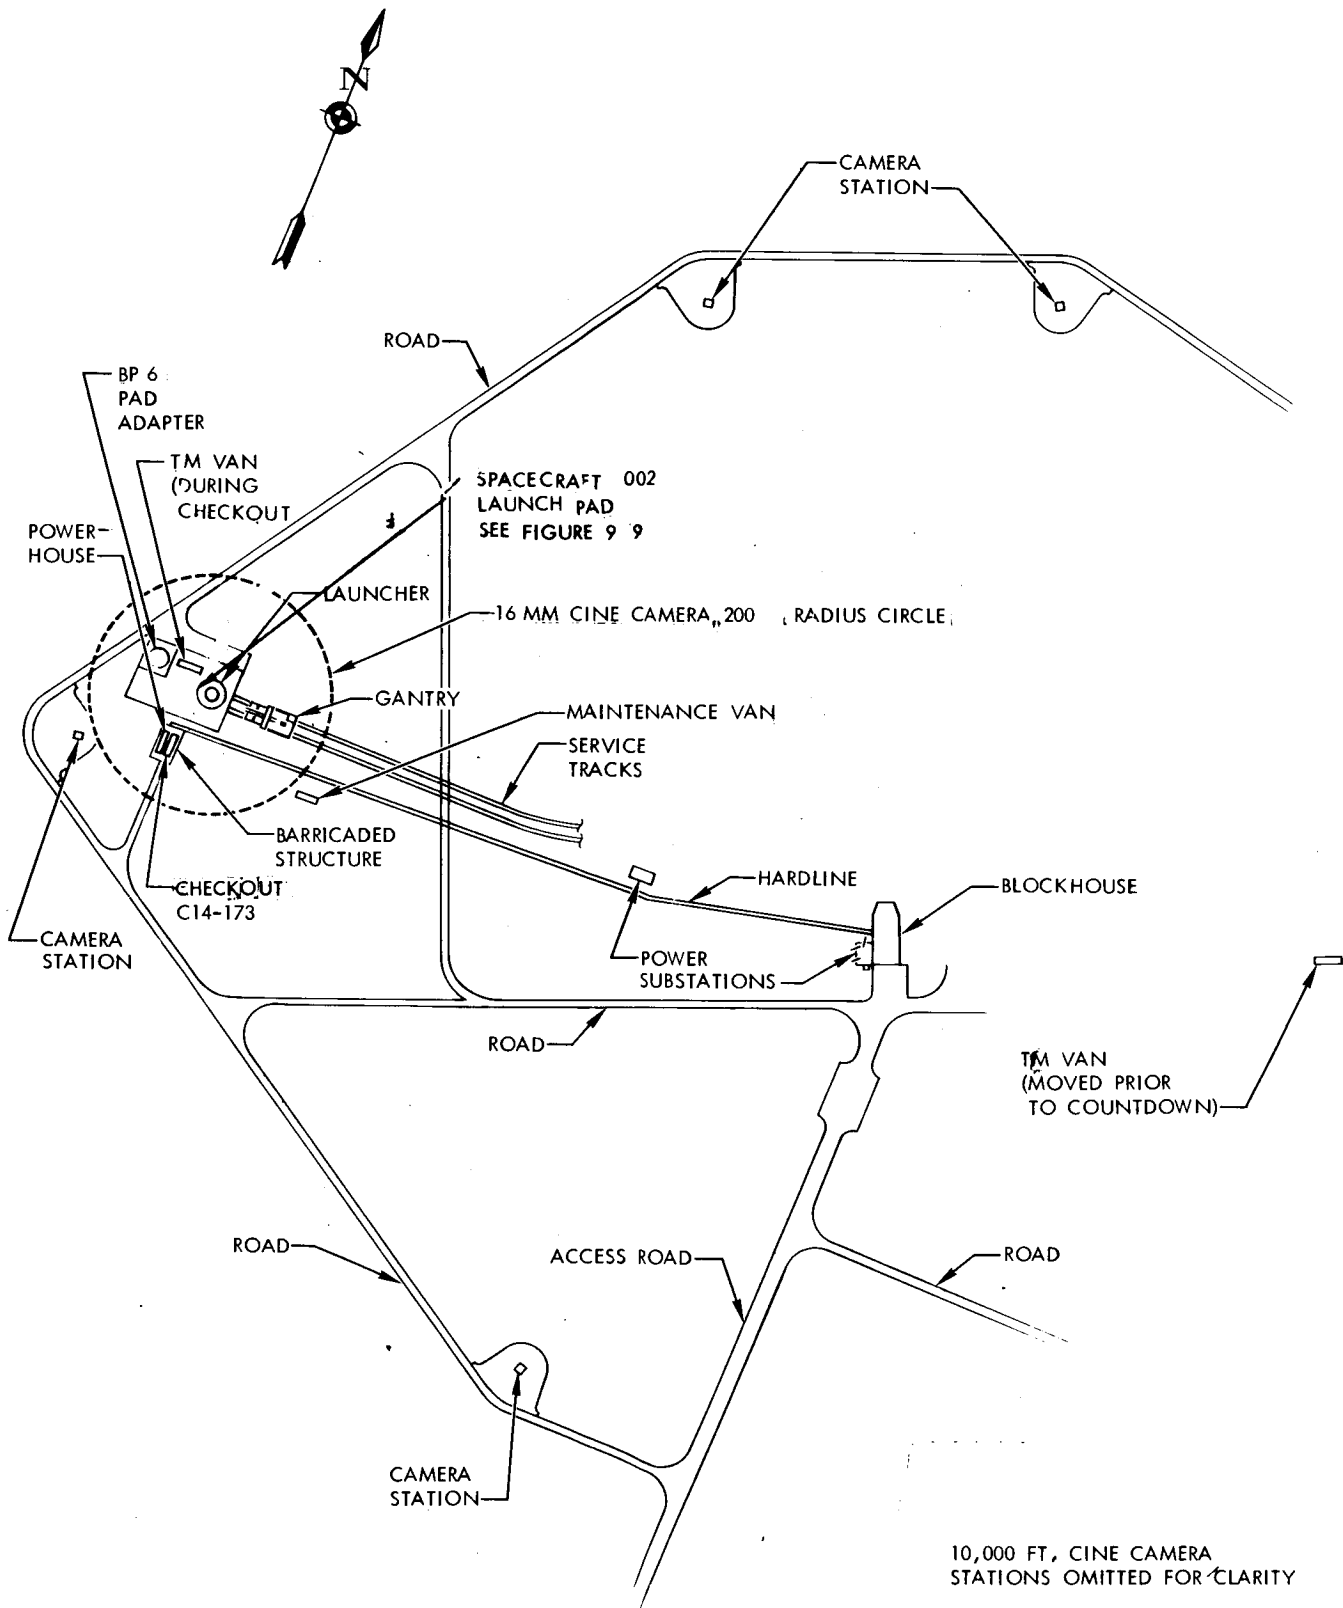 N
CAMERA
STATION
ROAD
BP 6
PAD
ADAPTER
TM VAN
(DURING
CHECKOUT
SPACECRAFT 002
LAUNCH PAD
SEE FIGURE 9 9
POWER-
HOUSE
LAUNCHER
16 MM CINE CAMERA, 200 RADIUS CIRCLE
GANTRY
MAINTENANCE VAN
SERVICE
TRACKS
BARRICADED
STRUCTURE
HARDLINE
BLOCKHOUSE
CHECKOUT
C14-173
CAMERA
STATION
POWER
SUBSTATIONS
ROAD
TM VAN
(MOVED PRIOR
TO COUNTDOWN)
ROAD
ACCESS ROAD
ROAD
CAMERA
STATION
10,000 FT. CINE CAMERA
STATIONS OMITTED FOR CLARITY